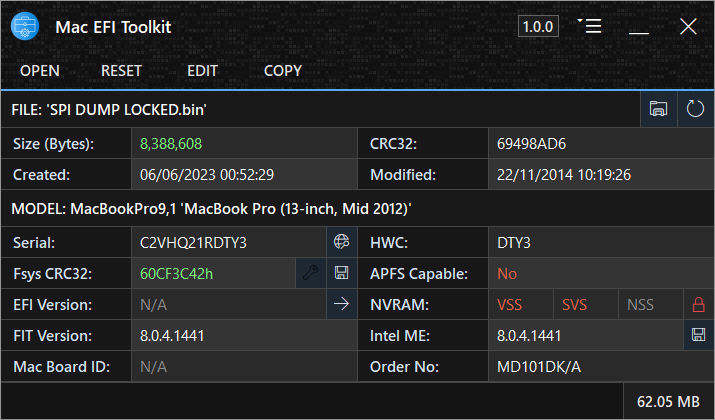 Mac EFI Toolkit 1.0.0
OPEN RESET EDIT COPY
FILE: 'SPI DUMP LOCKED.bin'
Size (Bytes): 8,388,608 CRC32: 69498AD6
Created: 06/06/2023 00:52:29 Modified: 22/11/2014 10:19:26
MODEL: MacBookPro9,1 'MacBook Pro (13-inch, Mid 2012)'
Serial: C2VHQ21RDTY3 HWC: DTY3
Fsys CRC32: 60CF3C42h APFS Capable: No
EFI Version: N/A NVRAM: VSS SVS NSS
FIT Version: 8.0.4.1441 Intel ME: 8.0.4.1441
Mac Board ID: N/A Order No: MD101DK/A
62.05 MB